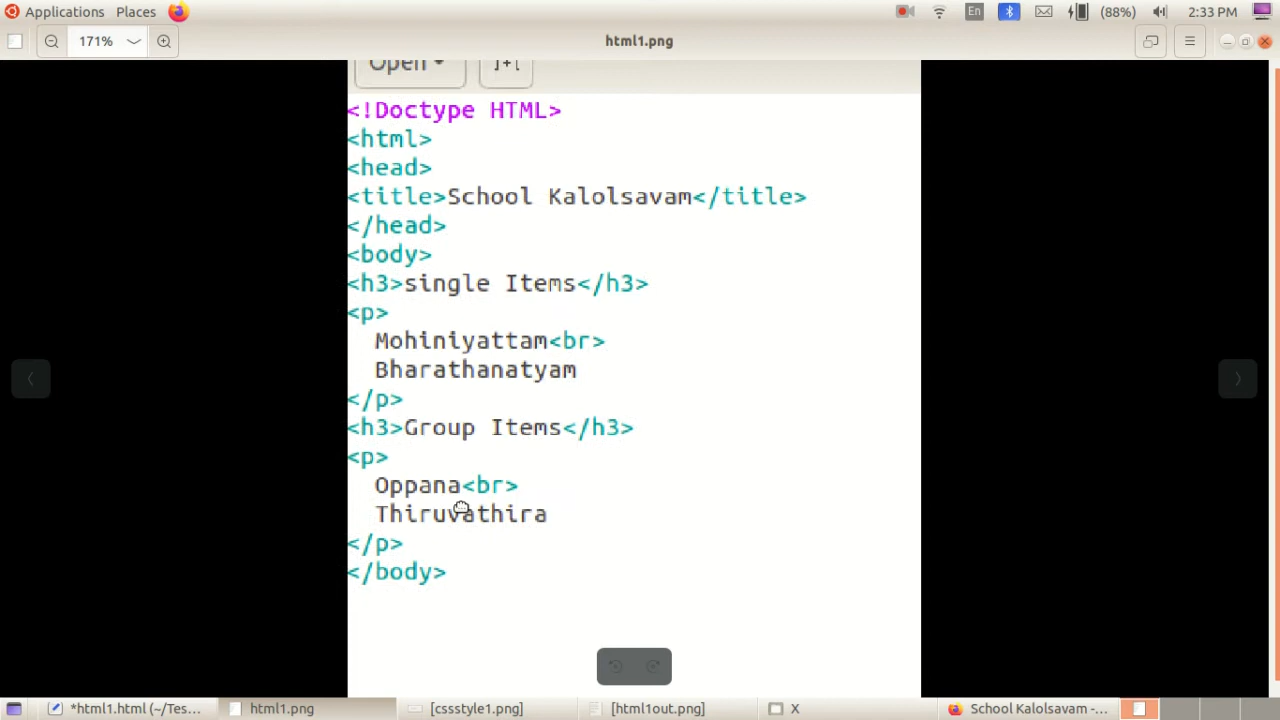 Applications Places En (88%) 2:33 PM
171% html1.png
Open
<!Doctype HTML>
<html>
<head>
<title>School Kalolsavam</title>
</head>
<body>
<h3>single Items</h3>
<p>
Mohiniyattam<br>
Bharathanatyam
</p>
<h3>Group Items</h3>
<p>
Oppana<br>
Thiruvathira
</p>
</body>
*html1.html (~/Tes... html1.png [cssstyle1.png] [html1out.png] X School Kalolsavam -...